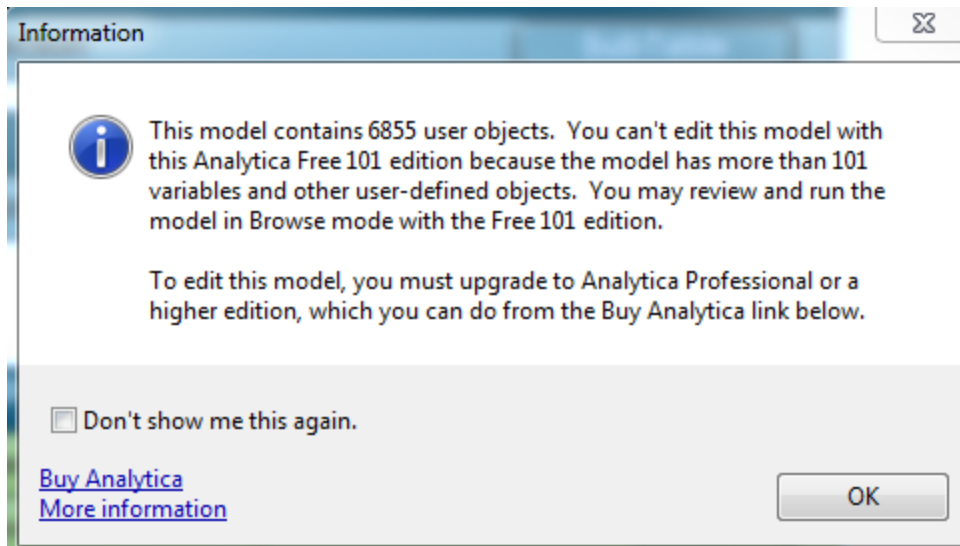 Information
This model contains 6855 user objects.  You can't edit this model with
this Analytica Free 101 edition because the model has more than 101
variables and other user-defined objects.  You may review and run the
model in Browse mode with the Free 101 edition.
To edit this model, you must upgrade to Analytica Professional or a
higher edition, which you can do from the Buy Analytica link below.
Don't show me this again.
Buy Analytica
More information
OK